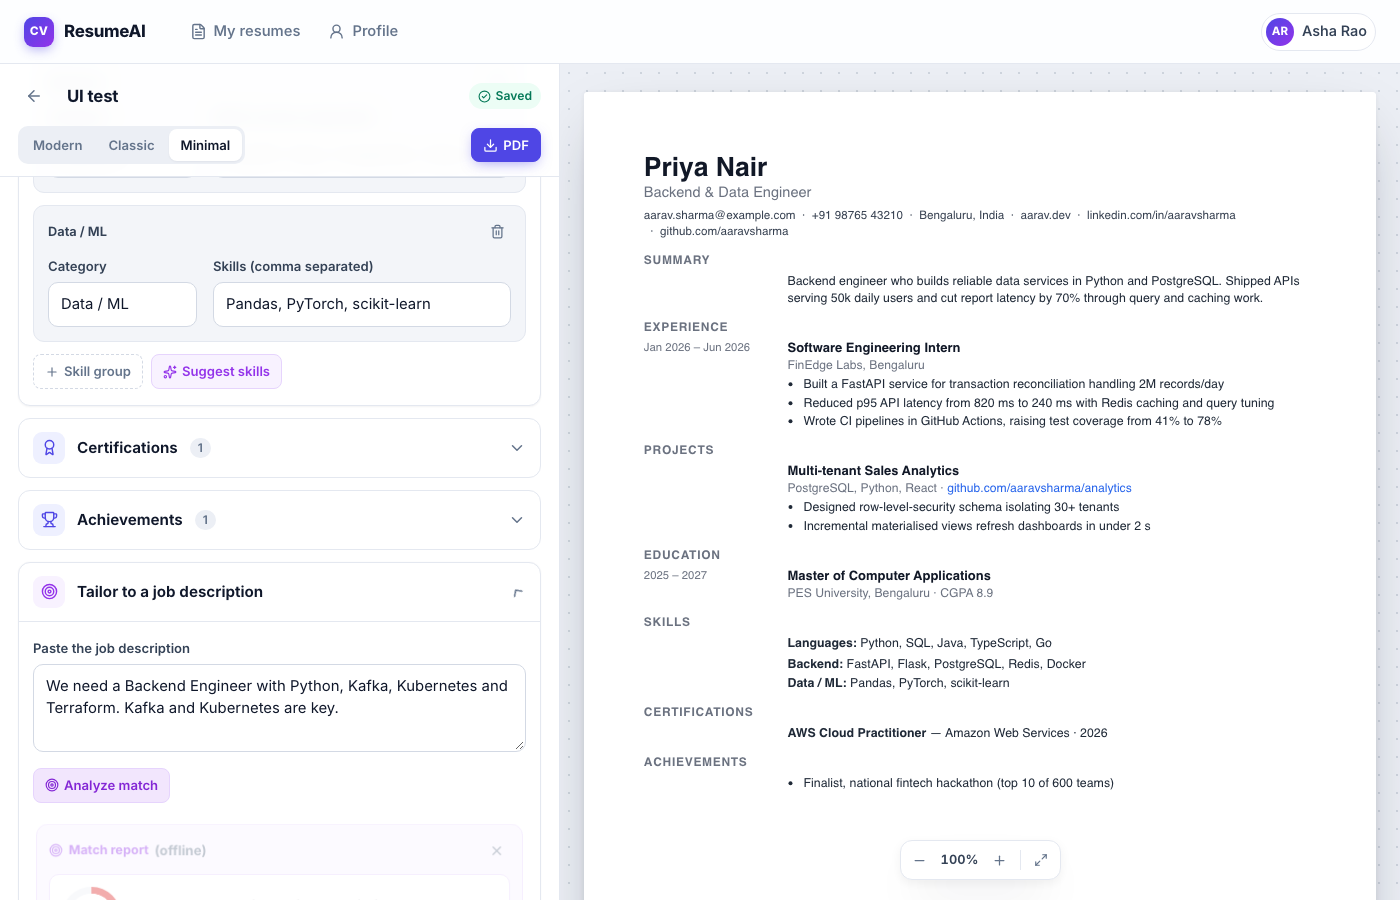 CV ResumeAI My resumes Profile AR Asha Rao
UI test Saved
Modern Classic Minimal PDF
Data / ML
Category Skills (comma separated)
Data / ML Pandas, PyTorch, scikit-learn
Skill group Suggest skills
Certifications 1
Achievements 1
Tailor to a job description
Paste the job description
We need a Backend Engineer with Python, Kafka, Kubernetes and
Terraform. Kafka and Kubernetes are key.
Analyze match
Match report (offline)
Priya Nair
Backend & Data Engineer
aarav.sharma@example.com · +91 98765 43210 · Bengaluru, India · aarav.dev · linkedin.com/in/aaravsharma
· github.com/aaravsharma
SUMMARY
Backend engineer who builds reliable data services in Python and PostgreSQL. Shipped APIs
serving 50k daily users and cut report latency by 70% through query and caching work.
EXPERIENCE
Jan 2026 – Jun 2026 Software Engineering Intern
FinEdge Labs, Bengaluru
• Built a FastAPI service for transaction reconciliation handling 2M records/day
• Reduced p95 API latency from 820 ms to 240 ms with Redis caching and query tuning
• Wrote CI pipelines in GitHub Actions, raising test coverage from 41% to 78%
PROJECTS
Multi-tenant Sales Analytics
PostgreSQL, Python, React · github.com/aaravsharma/analytics
• Designed row-level-security schema isolating 30+ tenants
• Incremental materialised views refresh dashboards in under 2 s
EDUCATION
2025 – 2027 Master of Computer Applications
PES University, Bengaluru · CGPA 8.9
SKILLS
Languages: Python, SQL, Java, TypeScript, Go
Backend: FastAPI, Flask, PostgreSQL, Redis, Docker
Data / ML: Pandas, PyTorch, scikit-learn
CERTIFICATIONS
AWS Cloud Practitioner — Amazon Web Services · 2026
ACHIEVEMENTS
• Finalist, national fintech hackathon (top 10 of 600 teams)
100%